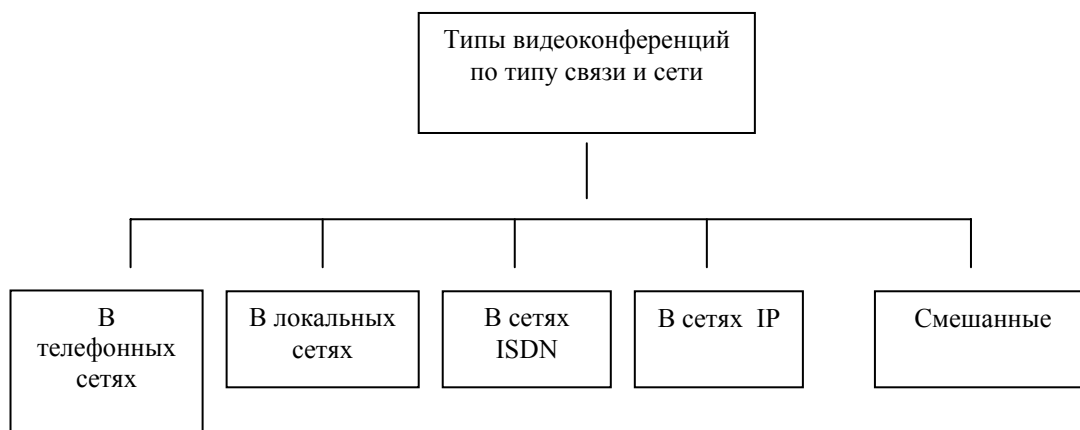 Типы видеоконференций
по типу связи и сети
В
телефонных
сетях
В локальных
сетях
В сетях
ISDN
В сетях IP
Смешанные